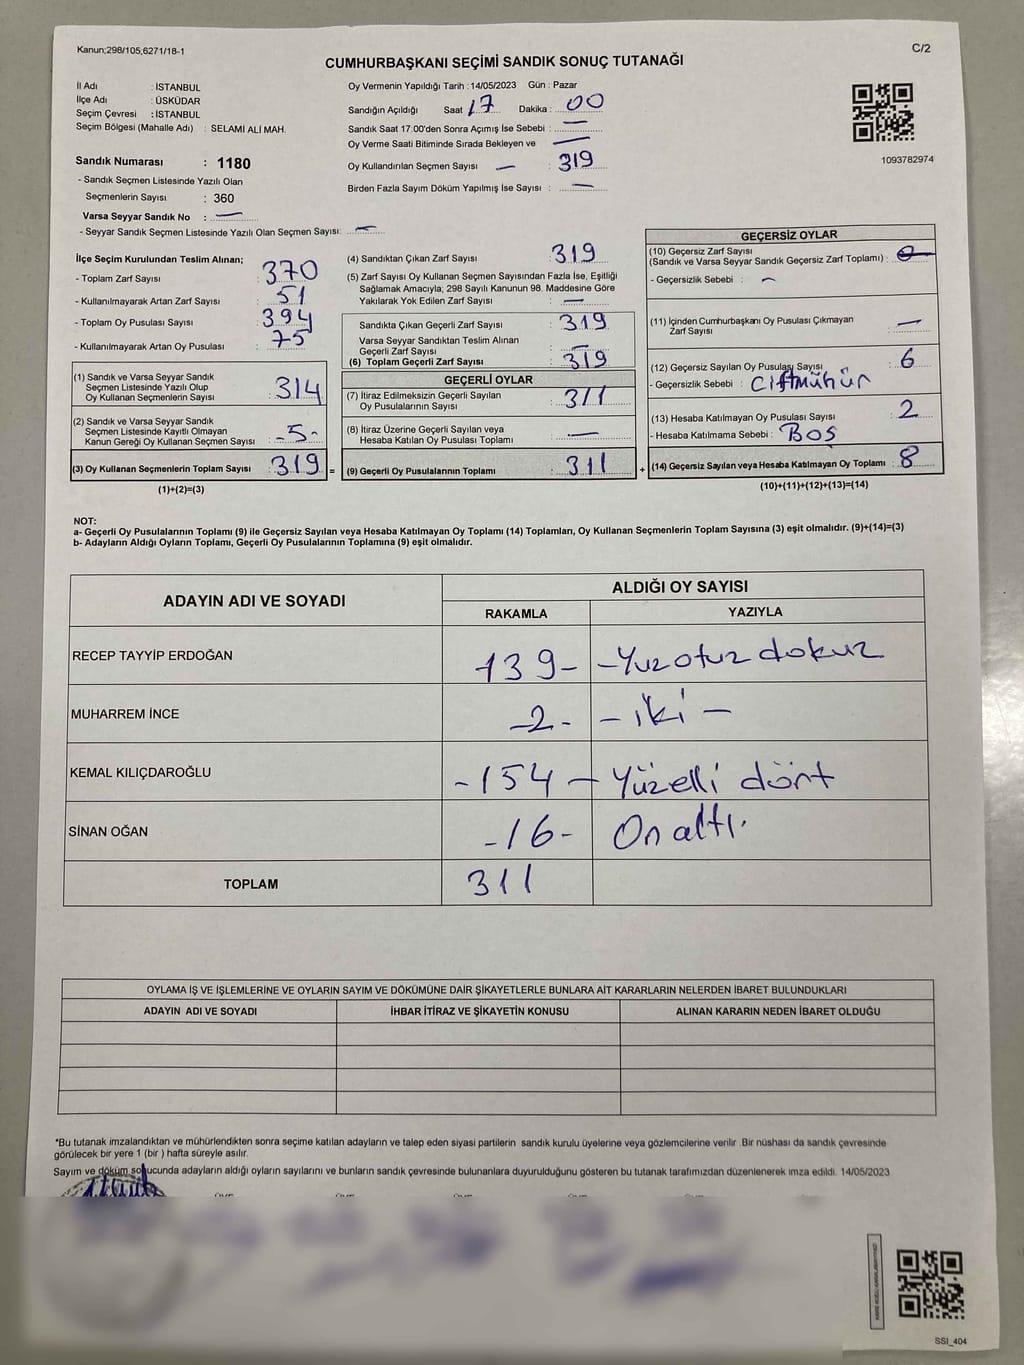 Kanun;298/105,6271/18-1
C/2
CUMHURBAŞKANI SEÇİMİ SANDIK SONUÇ TUTANAĞI
İl Adı : İSTANBUL
İlçe Adı : ÜSKÜDAR
Seçim Çevresi : İSTANBUL
Seçim Bölgesi (Mahalle Adı) : SELAMİ ALİ MAH.
Sandık Numarası : 1180
- Sandık Seçmen Listesinde Yazılı Olan
Seçmenlerin Sayısı : 360
Varsa Seyyar Sandık No : —
- Seyyar Sandık Seçmen Listesinde Yazılı Olan Seçmen Sayısı: —
Oy Vermenin Yapıldığı Tarih : 14/05/2023 Gün : Pazar
Sandığın Açıldığı Saat 17 Dakika : 00
Sandık Saat 17.00'den Sonra Açımış İse Sebebi : —
Oy Verme Saati Bitiminde Sırada Bekleyen ve —
Oy Kullandırılan Seçmen Sayısı — : 319
Birden Fazla Sayım Döküm Yapılmış İse Sayısı : —
1093782974
İlçe Seçim Kurulundan Teslim Alınan;
- Toplam Zarf Sayısı : 370
- Kullanılmayarak Artan Zarf Sayısı : 51
- Toplam Oy Pusulası Sayısı : 394
- Kullanılmayarak Artan Oy Pusulası : 75
(1) Sandık ve Varsa Seyyar Sandık
Seçmen Listesinde Yazılı Olup
Oy Kullanan Seçmenlerin Sayısı : 314
(2) Sandık ve Varsa Seyyar Sandık
Seçmen Listesinde Kayıtlı Olmayan
Kanun Gereği Oy Kullanan Seçmen Sayısı : -5-
(3) Oy Kullanan Seçmenlerin Toplam Sayısı : 319 =
(1)+(2)=(3)
(4) Sandıktan Çıkan Zarf Sayısı : 319
(5) Zarf Sayısı Oy Kullanan Seçmen Sayısından Fazla İse, Eşitliği
Sağlamak Amacıyla; 298 Sayılı Kanunun 98. Maddesine Göre
Yakılarak Yok Edilen Zarf Sayısı : —
Sandıkta Çıkan Geçerli Zarf Sayısı : 319
Varsa Seyyar Sandıktan Teslim Alınan
Geçerli Zarf Sayısı : —
(6) Toplam Geçerli Zarf Sayısı : 319
GEÇERLİ OYLAR
(7) İtiraz Edilmeksizin Geçerli Sayılan
Oy Pusulalarının Sayısı : 311
(8) İtiraz Üzerine Geçerli Sayılan veya
Hesaba Katılan Oy Pusulası Toplamı : —
(9) Geçerli Oy Pusulalarının Toplamı : 311 +
GEÇERSİZ OYLAR
(10) Geçersiz Zarf Sayısı
(Sandık ve Varsa Seyyar Sandık Geçersiz Zarf Toplamı) : 0
- Geçersizlik Sebebi : —
(11) İçinden Cumhurbaşkanı Oy Pusulası Çıkmayan
Zarf Sayısı : —
(12) Geçersiz Sayılan Oy Pusulası Sayısı : 6
- Geçersizlik Sebebi : Çiftmühür
(13) Hesaba Katılmayan Oy Pusulası Sayısı : 2
- Hesaba Katılmama Sebebi : BOŞ
(14) Geçersiz Sayılan veya Hesaba Katılmayan Oy Toplamı : 8
(10)+(11)+(12)+(13)=(14)
NOT:
a- Geçerli Oy Pusulalarının Toplamı (9) ile Geçersiz Sayılan veya Hesaba Katılmayan Oy Toplamı (14) Toplamları, Oy Kullanan Seçmenlerin Toplam Sayısına (3) eşit olmalıdır. (9)+(14)=(3)
b- Adayların Aldığı Oyların Toplamı, Geçerli Oy Pusulalarının Toplamına (9) eşit olmalıdır.
ADAYIN ADI VE SOYADI ALDIĞI OY SAYISI
RAKAMLA YAZIYLA
RECEP TAYYİP ERDOĞAN 139- -Yuzotuz dokuz
MUHARREM İNCE -2- - iki -
KEMAL KILIÇDAROĞLU -154 - Yüzelli dört
SİNAN OĞAN -16- On altı.
TOPLAM 311
OYLAMA İŞ VE İŞLEMLERİNE VE OYLARIN SAYIM VE DÖKÜMÜNE DAİR ŞİKAYETLERLE BUNLARA AİT KARARLARIN NELERDEN İBARET BULUNDUKLARI
ADAYIN ADI VE SOYADI İHBAR İTİRAZ VE ŞİKAYETİN KONUSU ALINAN KARARIN NEDEN İBARET OLDUĞU
*Bu tutanak imzalandıktan ve mühürlendikten sonra seçime katılan adayların ve talep eden siyasi partilerin sandık kurulu üyelerine veya gözlemcilerine verilir .Bir nüshası da sandık çevresinde
görülecek bir yere 1 (bir ) hafta süreyle asılır.
Sayım ve döküm sonucunda adayların aldığı oyların sayılarını ve bunların sandık çevresinde bulunanlara duyurulduğunu gösteren bu tutanak tarafımızdan düzenlenerek imza edildi. 14/05/2023
SSI_404